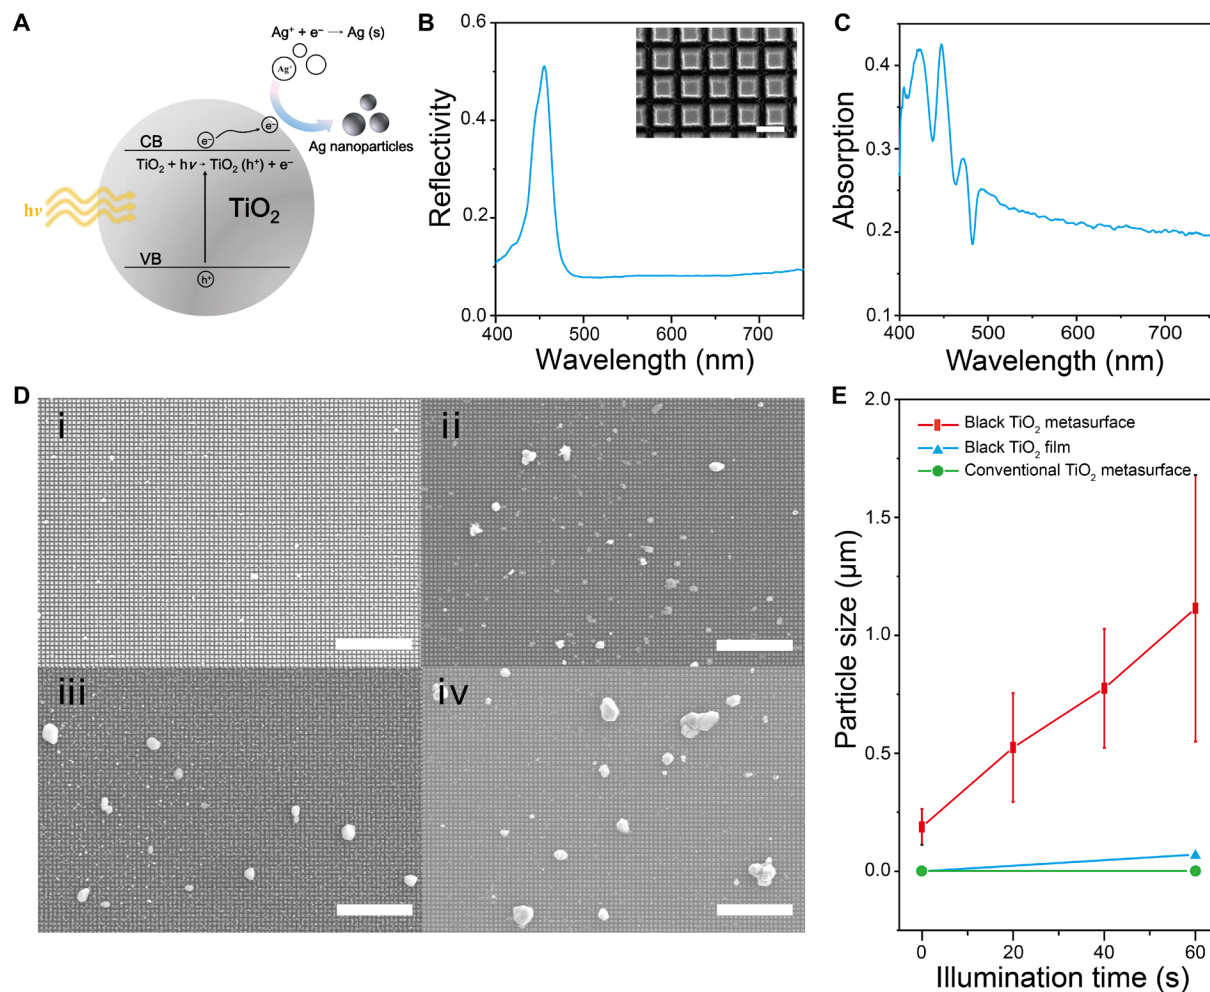 A
Ag⁺ + e⁻ → Ag (s)
Ag⁺
e⁻
e⁻
CB
Ag nanoparticles
TiO₂ + hν → TiO₂ (h⁺) + e⁻
hν
TiO₂
VB
h⁺
B
Reflectivity
0.6
0.4
0.2
0.0
400
500
600
700
Wavelength (nm)
C
Absorption
0.4
0.3
0.2
0.1
400
500
600
700
Wavelength (nm)
D
i
ii
iii
iv
E
Particle size (μm)
2.0
1.5
1.0
0.5
0.0
Black TiO₂ metasurface
Black TiO₂ film
Conventional TiO₂ metasurface
0
20
40
60
Illumination time (s)